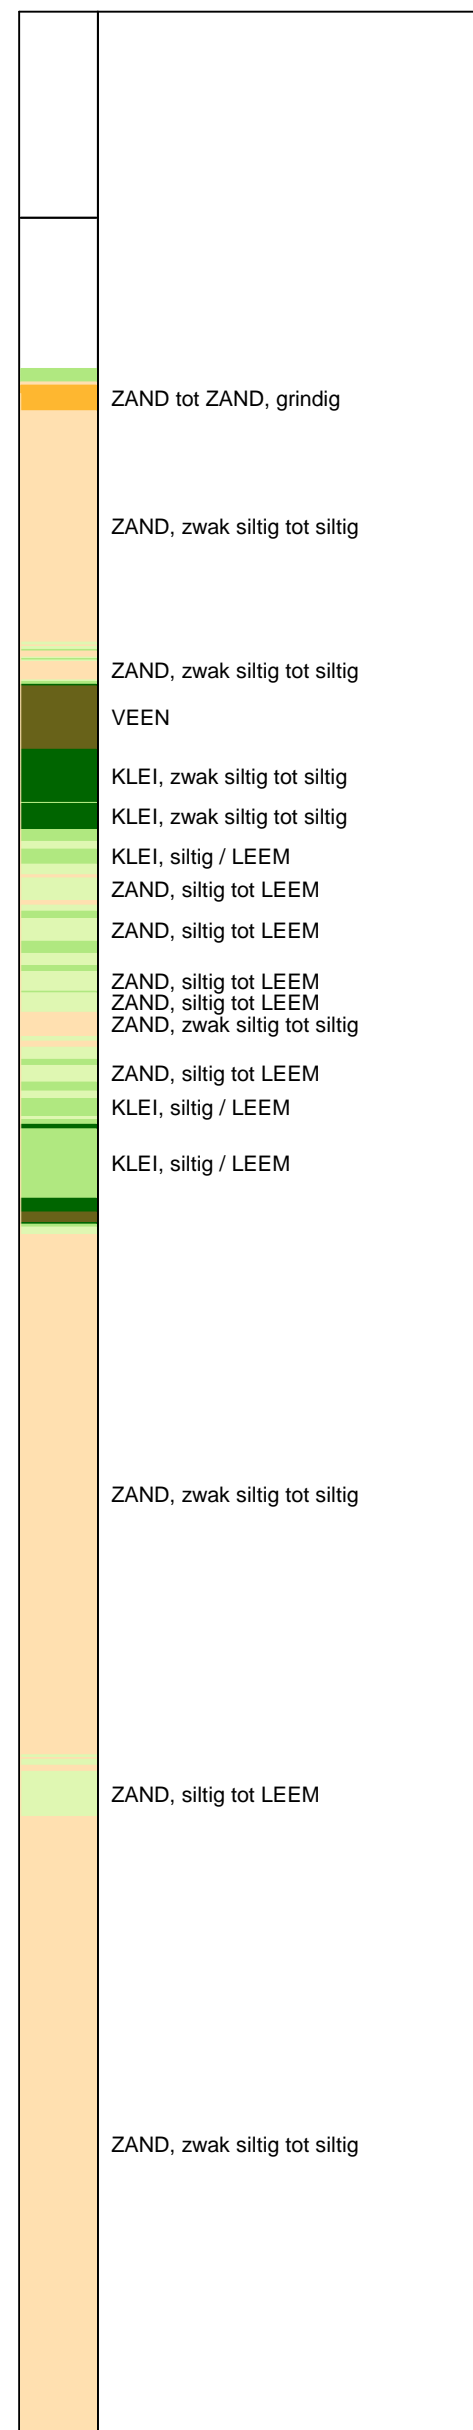 ZAND tot ZAND, grindig
ZAND, zwak siltig tot siltig
ZAND, zwak siltig tot siltig
VEEN
KLEI, zwak siltig tot siltig
KLEI, zwak siltig tot siltig
KLEI, siltig / LEEM
ZAND, siltig tot LEEM
ZAND, siltig tot LEEM
ZAND, siltig tot LEEM
ZAND, siltig tot LEEM
ZAND, zwak siltig tot siltig
ZAND, siltig tot LEEM
KLEI, siltig / LEEM
KLEI, siltig / LEEM
ZAND, zwak siltig tot siltig
ZAND, siltig tot LEEM
ZAND, zwak siltig tot siltig